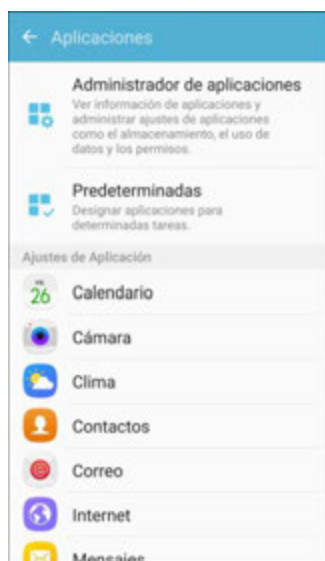 Aplicaciones
Administrador de aplicaciones
Ver información de aplicaciones y
administrar ajustes de aplicaciones
como el almacenamiento, el uso de
datos y los permisos.
Predeterminadas
Designar aplicaciones para
determinadas tareas.
Ajustes de Aplicación
26
Calendario
Cámara
Clima
Contactos
Correo
Internet
Mensajes